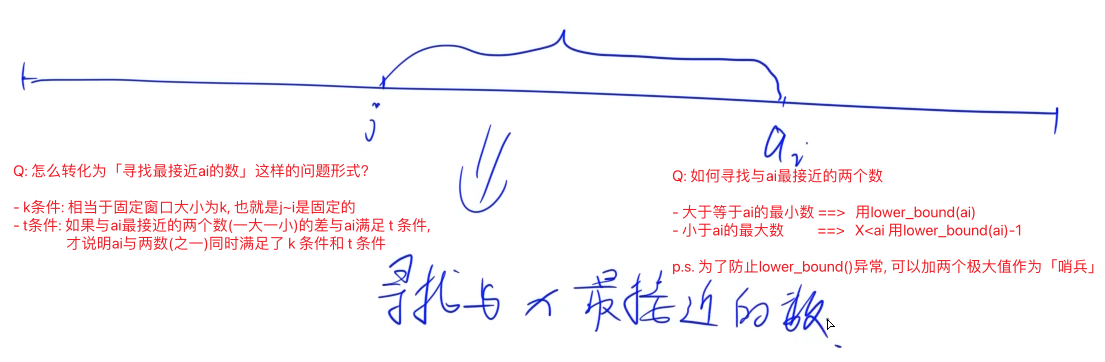 j
ai
Q: 怎么转化为「寻找最接近ai的数」这样的问题形式?
- k条件: 相当于固定窗口大小为k, 也就是j~i是固定的
- t条件: 如果与ai最接近的两个数(一大一小)的差与ai满足 t 条件,
才说明ai与两数(之一)同时满足了 k 条件和 t 条件
Q: 如何寻找与ai最接近的两个数
- 大于等于ai的最小数 ==> 用lower_bound(ai)
- 小于ai的最大数 ==> X<ai 用lower_bound(ai)-1
p.s. 为了防止lower_bound()异常, 可以加两个极大值作为「哨兵」
寻找与 x 最接近的数.